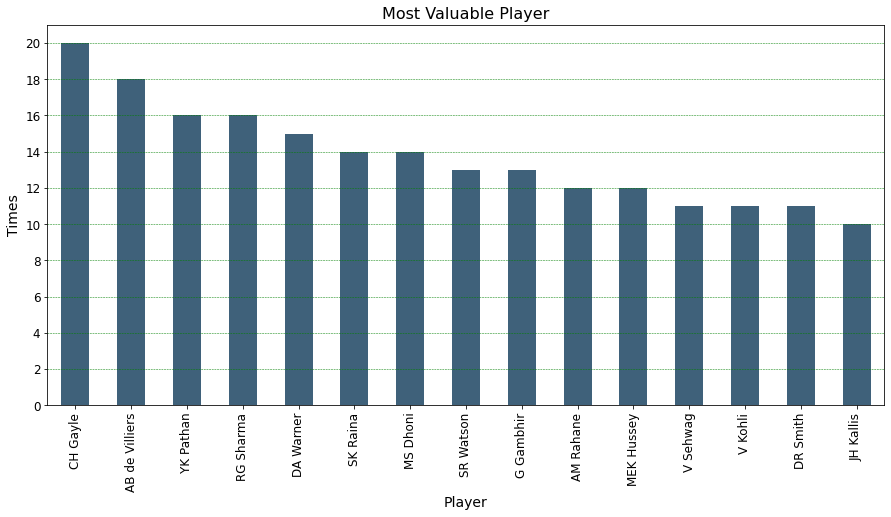 Most Valuable Player
Times
20
18
16
14
12
10
8
6
4
2
0
CH Gayle
AB de Villiers
YK Pathan
RG Sharma
DA Warner
SK Raina
MS Dhoni
SR Watson
G Gambhir
AM Rahane
MEK Hussey
V Sehwag
V Kohli
DR Smith
JH Kallis
Player